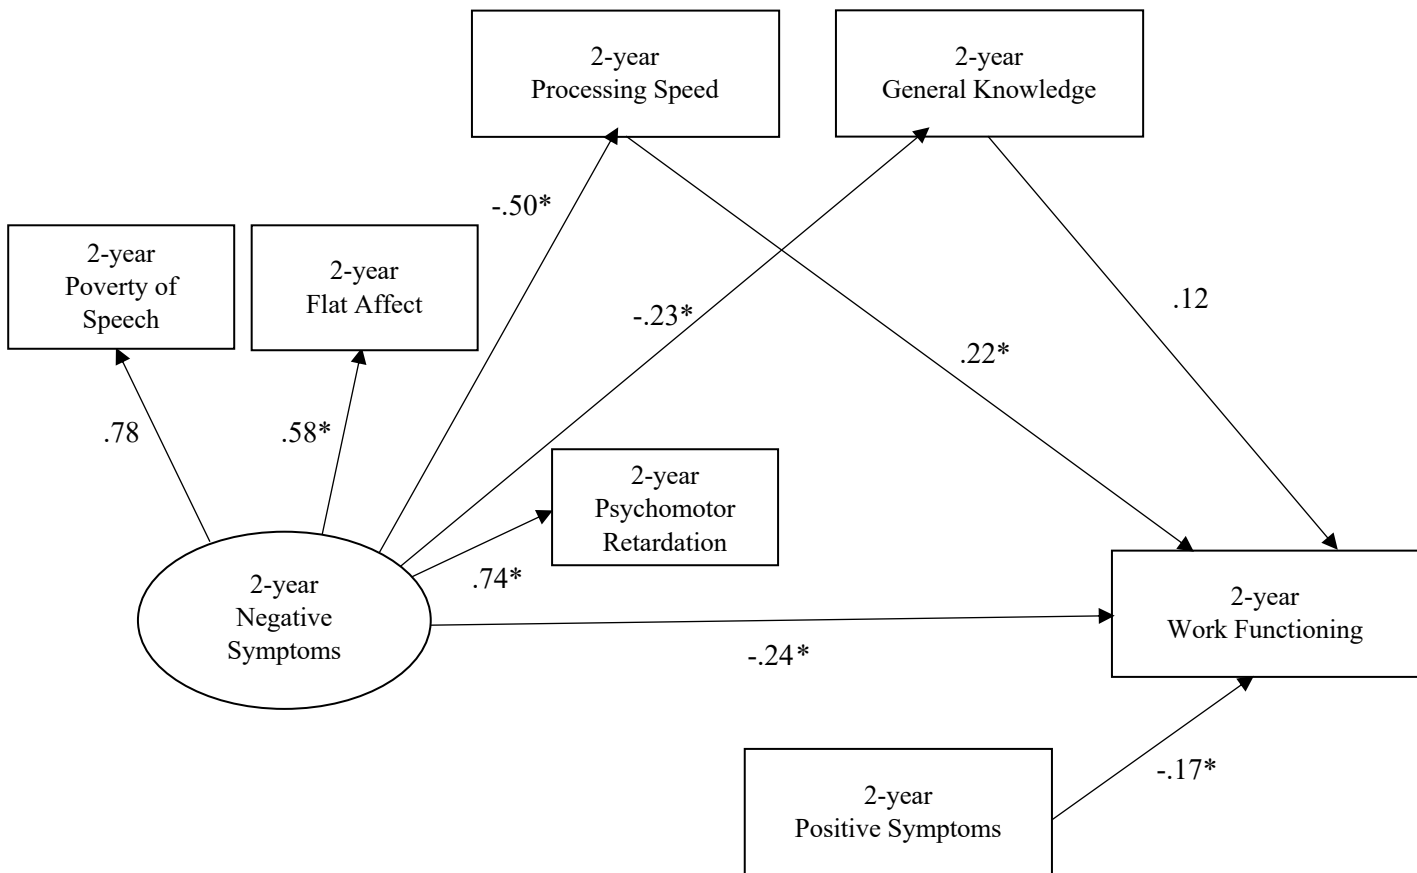 2-year
Processing Speed
2-year
General Knowledge
-.50*
2-year
Poverty of
Speech
2-year
Flat Affect
-.23*
.12
.22*
.78
.58*
2-year
Psychomotor
Retardation
.74*
2-year
Negative
Symptoms
2-year
Work Functioning
-.24*
-.17*
2-year
Positive Symptoms